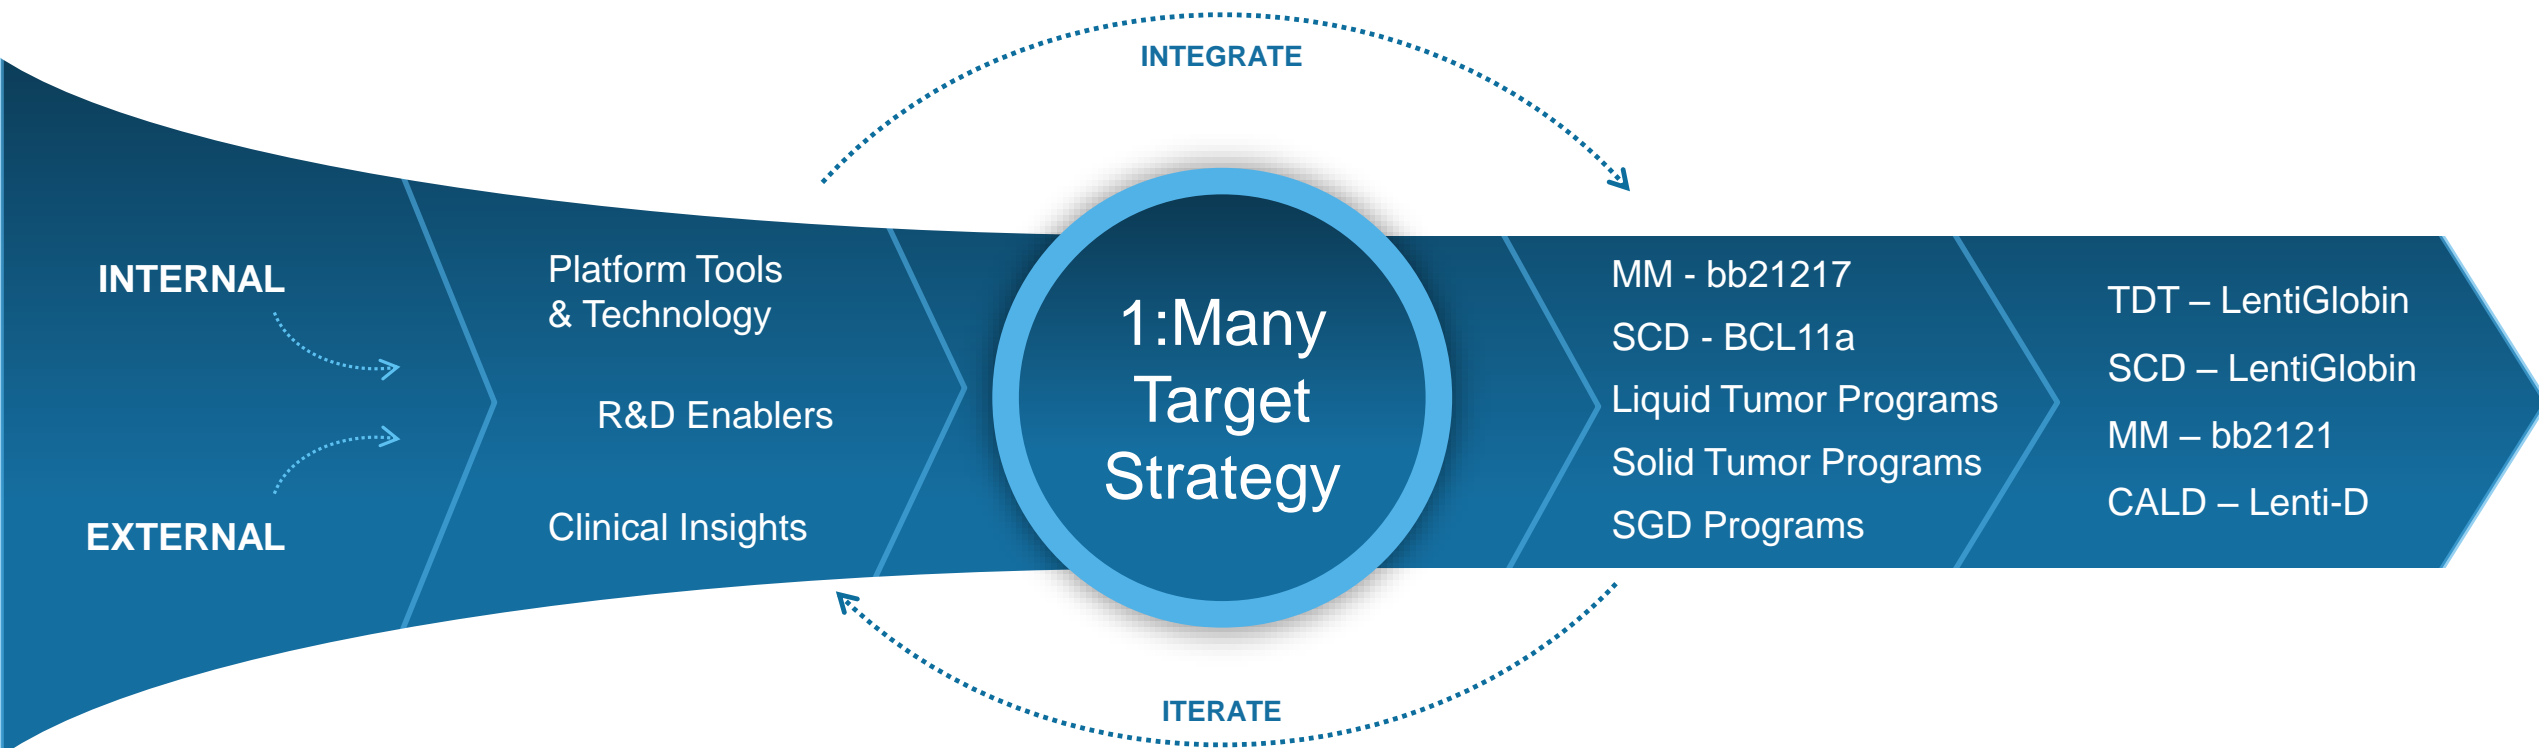 INTEGRATE
INTERNAL
EXTERNAL
Platform Tools
& Technology
R&D Enablers
Clinical Insights
1:Many
Target
Strategy
MM - bb21217
SCD - BCL11a
Liquid Tumor Programs
Solid Tumor Programs
SGD Programs
TDT – LentiGlobin
SCD – LentiGlobin
MM – bb2121
CALD – Lenti-D
ITERATE